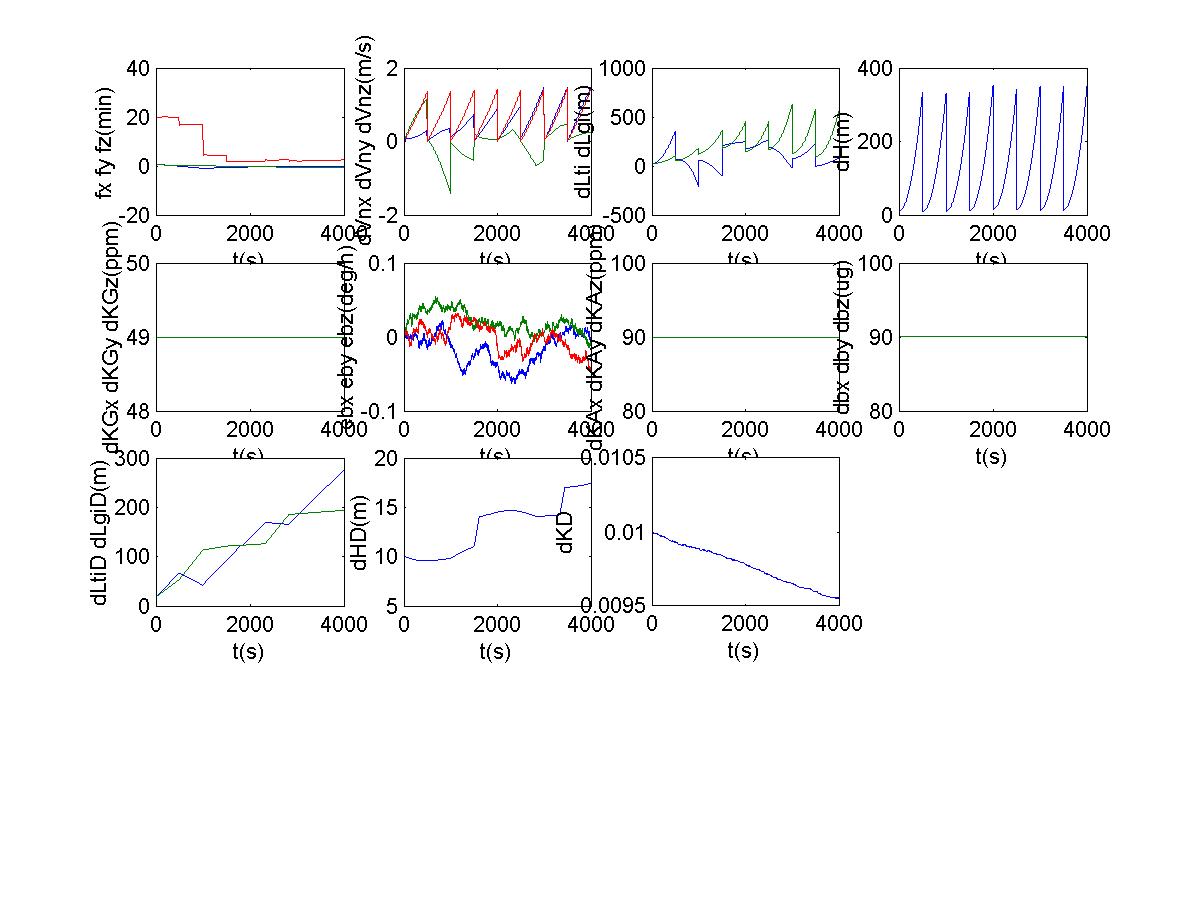 fx fy fz(min)
40
20
0
-20
0 2000 4000
t(s)
dVnx dVny dVnz(m/s)
2
0
-2
0 2000 4000
t(s)
dLti dLgi(m)
1000
500
0
-500
0 2000 4000
t(s)
dH(m)
400
200
0
0 2000 4000
t(s)
dKGx dKGy dKGz(ppm)
50
49
48
0 2000 4000
t(s)
ebx eby ebz(deg/h)
0.1
0
-0.1
0 2000 4000
t(s)
dKAx dKAy dKAz(ppm)
100
90
80
0 2000 4000
t(s)
dbx dby dbz(ug)
100
90
80
0 2000 4000
t(s)
dLtiD dLgiD(m)
300
200
100
0
0 2000 4000
t(s)
dHD(m)
20
15
10
5
0 2000 4000
t(s)
dKD
0.0105
0.01
0.0095
0 2000 4000
t(s)